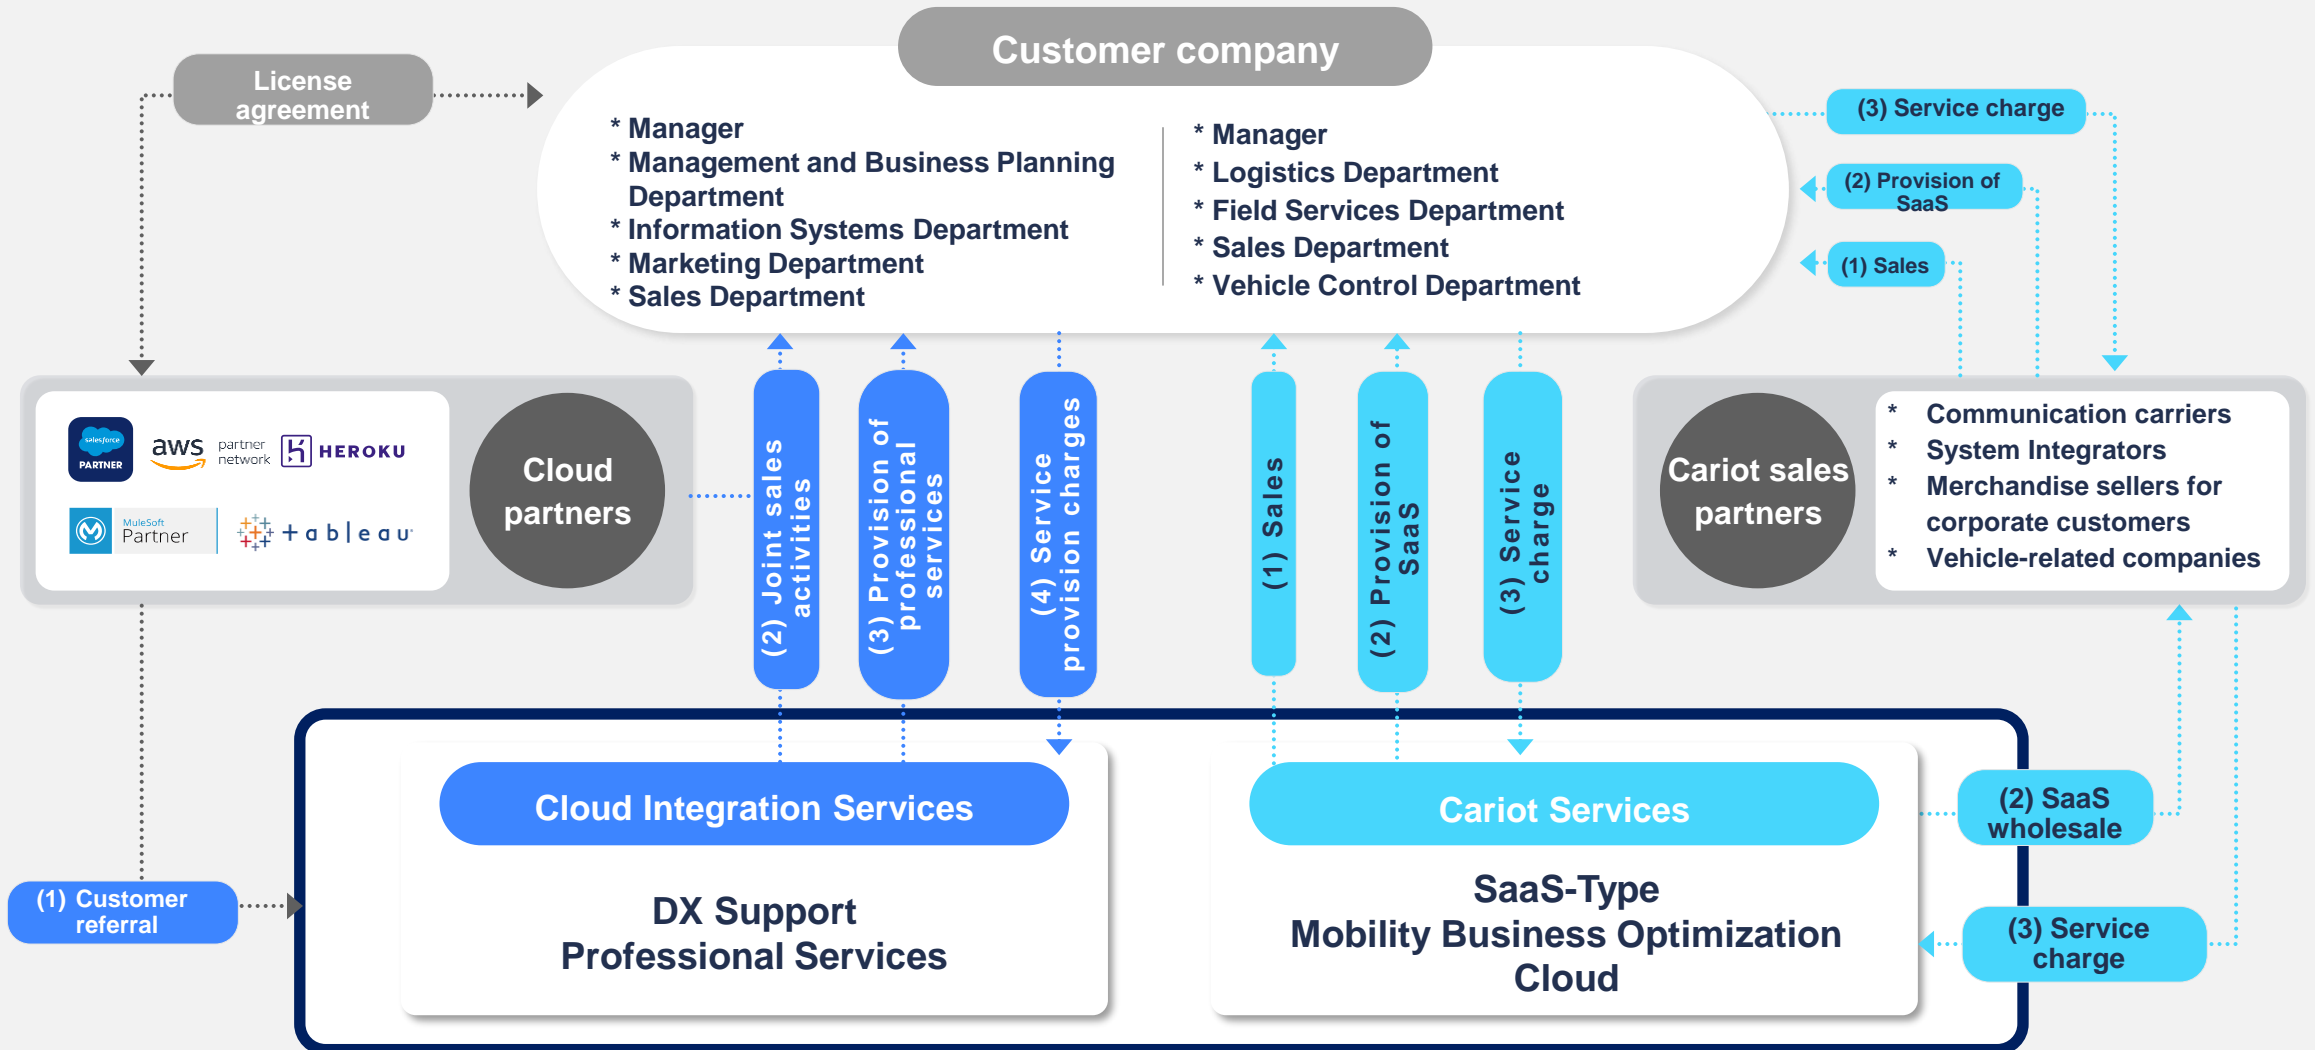 Customer company
License
agreement
* Manager
* Management and Business Planning
Department
* Information Systems Department
* Marketing Department
* Sales Department
* Manager
* Logistics Department
* Field Services Department
* Sales Department
* Vehicle Control Department
(3) Service charge
(2) Provision of
SaaS
(1) Sales
salesforce
PARTNER
aws partner
network
HEROKU
MuleSoft
Partner
+ableau
Cloud
partners
(2) Joint sales
activities
(3) Provision of
professional
services
(4) Service
provision charges
(1) Sales
(2) Provision of
SaaS
(3) Service
charge
Cariot sales
partners
* Communication carriers
* System Integrators
* Merchandise sellers for
corporate customers
* Vehicle-related companies
Cloud Integration Services
DX Support
Professional Services
Cariot Services
SaaS-Type
Mobility Business Optimization
Cloud
(1) Customer
referral
(2) SaaS
wholesale
(3) Service
charge